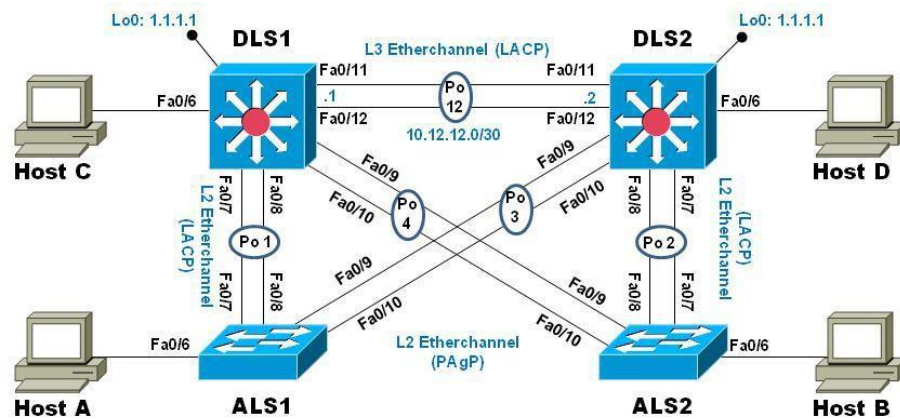 Lo0: 1.1.1.1
Lo0: 1.1.1.1
DLS1
DLS2
L3 Etherchannel (LACP)
Fa0/11
Fa0/11
Fa0/6
Po
12
Fa0/6
.1
.2
Fa0/12
Fa0/12
10.12.12.0/30
Host C
Host D
Fa0/9
Fa0/9
Fa0/10
Fa0/10
Fa0/7
Fa0/8
Fa0/8
Fa0/7
L2 Etherchannel
(LACP)
Po 1
Po
4
Po
3
Po 2
L2 Etherchannel
(LACP)
Fa0/7
Fa0/8
Fa0/8
Fa0/7
Fa0/9
Fa0/9
Fa0/10
Fa0/10
Fa0/6
L2 Etherchannel
(PAgP)
Fa0/6
Host A
ALS1
ALS2
Host B